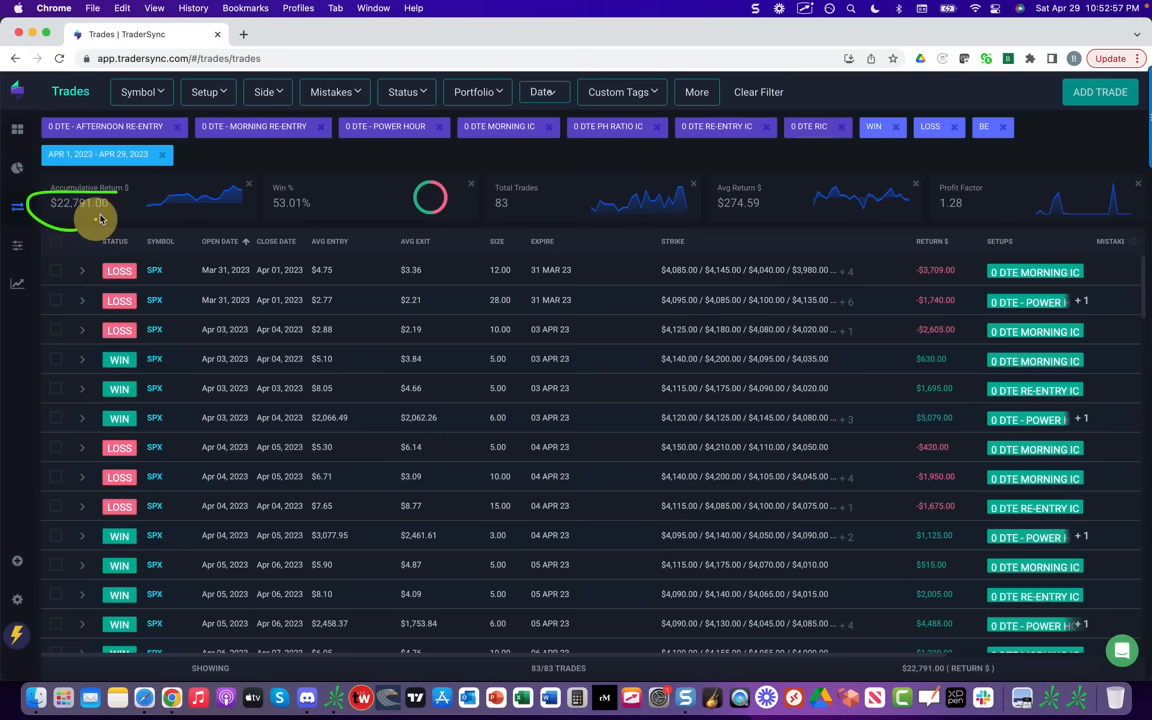 Chrome File Edit View History Bookmarks Profiles Tab Window Help Sat Apr 29 10:52:57 PM
Trades | TraderSync
app.tradersync.com/#/trades/trades Update
Trades Symbol Setup Side Mistakes Status Portfolio Date Custom Tags More Clear Filter ADD TRADE
0 DTE - AFTERNOON RE-ENTRY 0 DTE - MORNING RE-ENTRY 0 DTE - POWER HOUR 0 DTE MORNING IC 0 DTE PH RATIO IC 0 DTE RE-ENTRY IC 0 DTE RIC WIN LOSS BE
APR 1, 2023 - APR 29, 2023
Accumulative Return $ Win % Total Trades Avg Return $ Profit Factor
$22,791.00 53.01% 83 $274.59 1.28
STATUS SYMBOL OPEN DATE CLOSE DATE AVG ENTRY AVG EXIT SIZE EXPIRE STRIKE RETURN $ SETUPS MISTAKE
LOSS SPX Mar 31, 2023 Apr 01, 2023 $4.75 $3.36 12.00 31 MAR 23 $4,085.00 / $4,145.00 / $4,040.00 / $3,980.00 ... + 4 -$3,709.00 0 DTE MORNING IC
LOSS SPX Mar 31, 2023 Apr 01, 2023 $2.77 $2.21 28.00 31 MAR 23 $4,095.00 / $4,085.00 / $4,100.00 / $4,135.00 ... + 6 -$1,740.00 0 DTE - POWER H + 1
LOSS SPX Apr 03, 2023 Apr 04, 2023 $2.88 $2.19 10.00 03 APR 23 $4,125.00 / $4,180.00 / $4,080.00 / $4,020.00 ... + 1 -$2,605.00 0 DTE MORNING IC
WIN SPX Apr 03, 2023 Apr 04, 2023 $5.10 $3.84 5.00 03 APR 23 $4,140.00 / $4,200.00 / $4,095.00 / $4,035.00 $630.00 0 DTE MORNING IC
WIN SPX Apr 03, 2023 Apr 04, 2023 $8.05 $4.66 5.00 03 APR 23 $4,115.00 / $4,175.00 / $4,090.00 / $4,020.00 $1,695.00 0 DTE RE-ENTRY IC
WIN SPX Apr 03, 2023 Apr 04, 2023 $2,066.49 $2,062.26 6.00 03 APR 23 $4,120.00 / $4,125.00 / $4,145.00 / $4,080.00 ... + 3 $5,079.00 0 DTE - POWER H + 1
LOSS SPX Apr 04, 2023 Apr 05, 2023 $5.30 $6.14 5.00 04 APR 23 $4,150.00 / $4,210.00 / $4,110.00 / $4,050.00 -$420.00 0 DTE MORNING IC
LOSS SPX Apr 04, 2023 Apr 05, 2023 $6.71 $3.09 10.00 04 APR 23 $4,140.00 / $4,205.00 / $4,100.00 / $4,045.00 ... + 1 -$1,950.00 0 DTE MORNING IC
LOSS SPX Apr 04, 2023 Apr 05, 2023 $7.65 $8.77 15.00 04 APR 23 $4,115.00 / $4,085.00 / $4,100.00 / $4,075.00 ... + 1 -$1,675.00 0 DTE RE-ENTRY IC
WIN SPX Apr 04, 2023 Apr 05, 2023 $3,077.95 $2,461.61 3.00 04 APR 23 $4,095.00 / $4,140.00 / $4,050.00 / $4,090.00 ... + 2 $1,125.00 0 DTE - POWER H + 1
WIN SPX Apr 05, 2023 Apr 06, 2023 $5.90 $4.87 5.00 05 APR 23 $4,115.00 / $4,175.00 / $4,070.00 / $4,010.00 $515.00 0 DTE MORNING IC
WIN SPX Apr 05, 2023 Apr 06, 2023 $8.10 $4.09 5.00 05 APR 23 $4,090.00 / $4,140.00 / $4,065.00 / $4,015.00 $2,005.00 0 DTE RE-ENTRY IC
WIN SPX Apr 05, 2023 Apr 06, 2023 $2,458.37 $1,753.84 6.00 05 APR 23 $4,090.00 / $4,130.00 / $4,045.00 / $4,085.00 ... + 4 $4,488.00 0 DTE - POWER HO + 1
SHOWING 83/83 TRADES $22,791.00 ( RETURN $ )